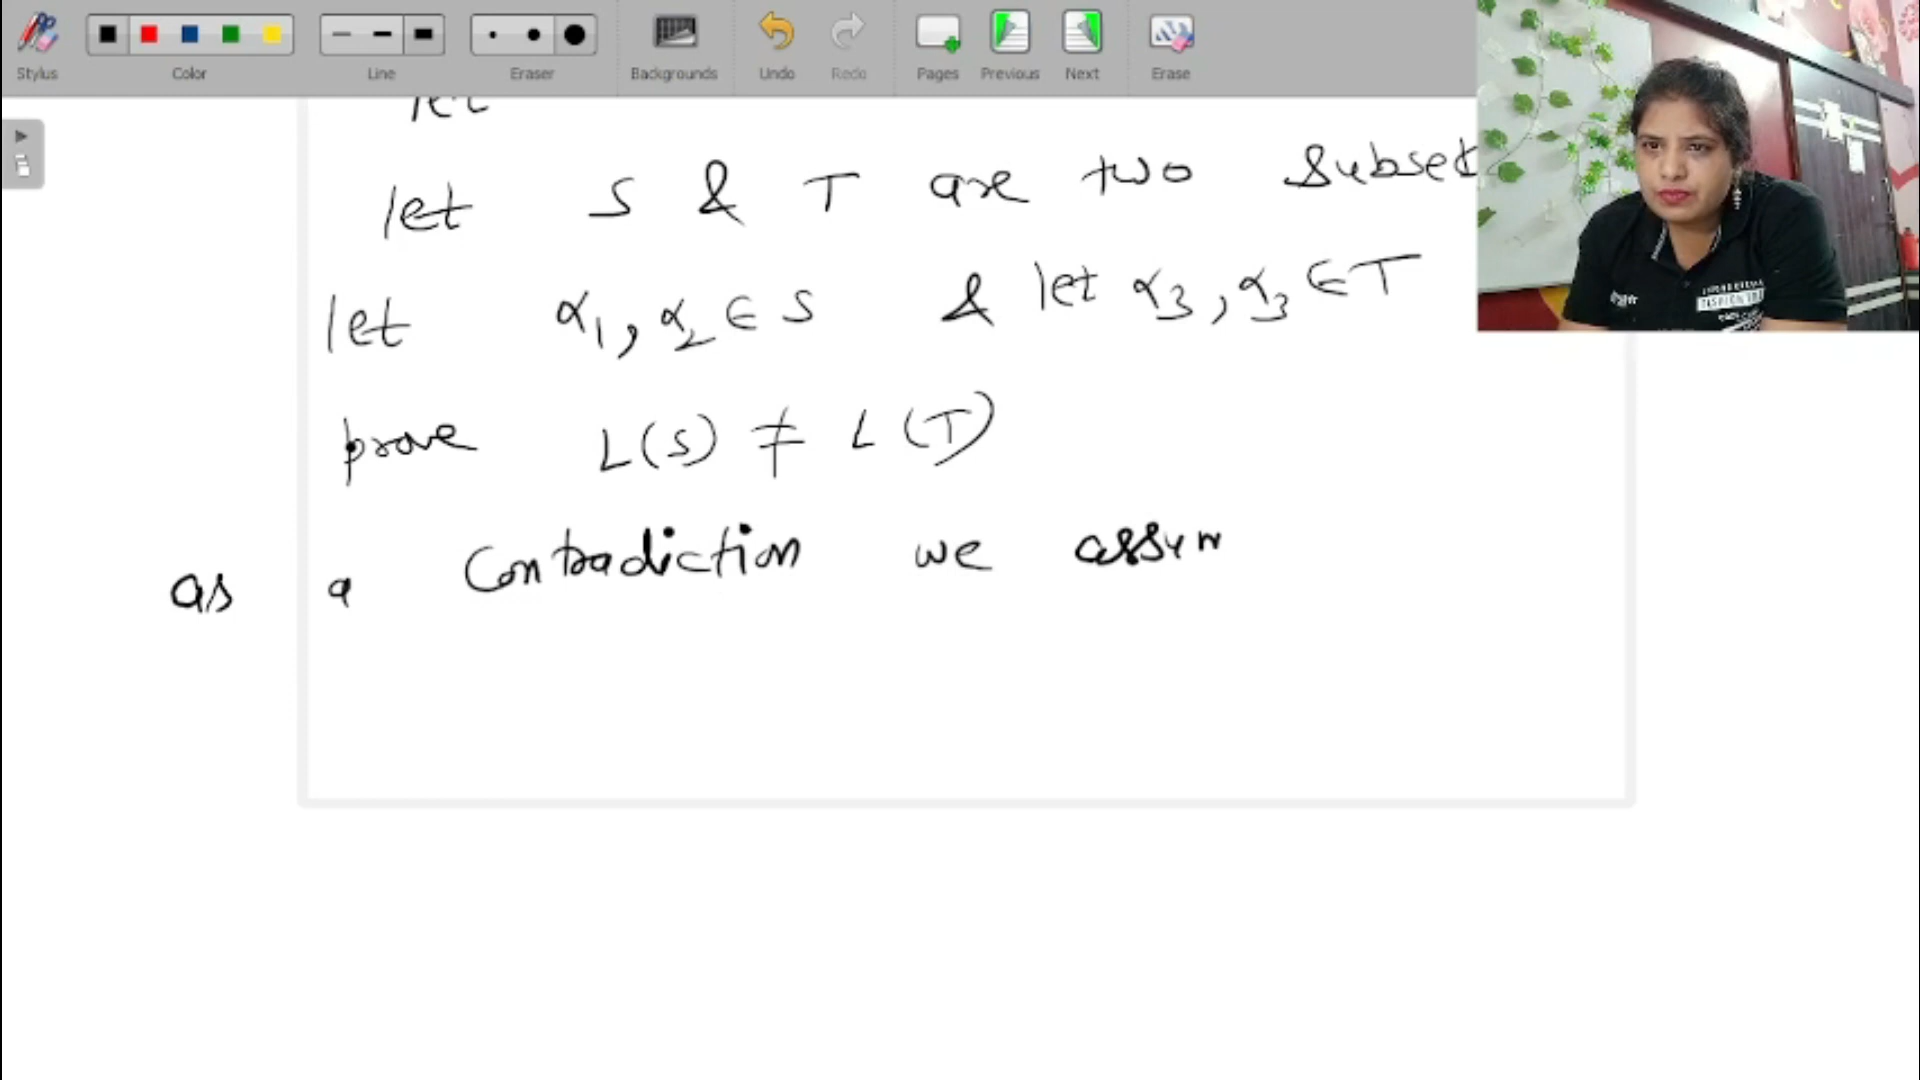 Stylus Color Line Eraser Backgrounds Undo Redo Pages Previous Next Erase
let
let S & T are two subset
let α₁, α₂ ∈ S & let α₃, α₃ ∈ T
prove L(S) ≠ L(T)
as a Contradiction we assum